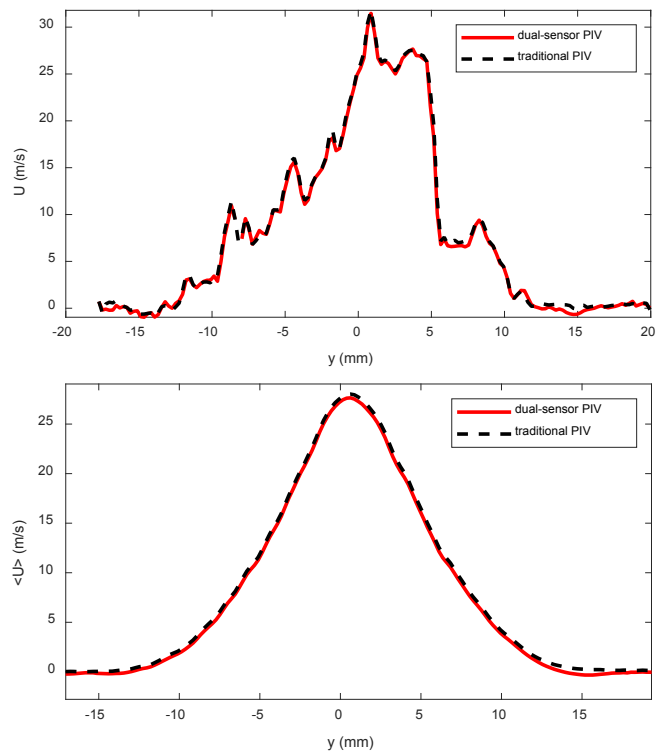 30
25
20
15
10
5
0
U (m/s)
dual-sensor PIV
traditional PIV
-20 -15 -10 -5 0 5 10 15 20
y (mm)
25
20
15
10
5
0
<U> (m/s)
dual-sensor PIV
traditional PIV
-15 -10 -5 0 5 10 15
y (mm)